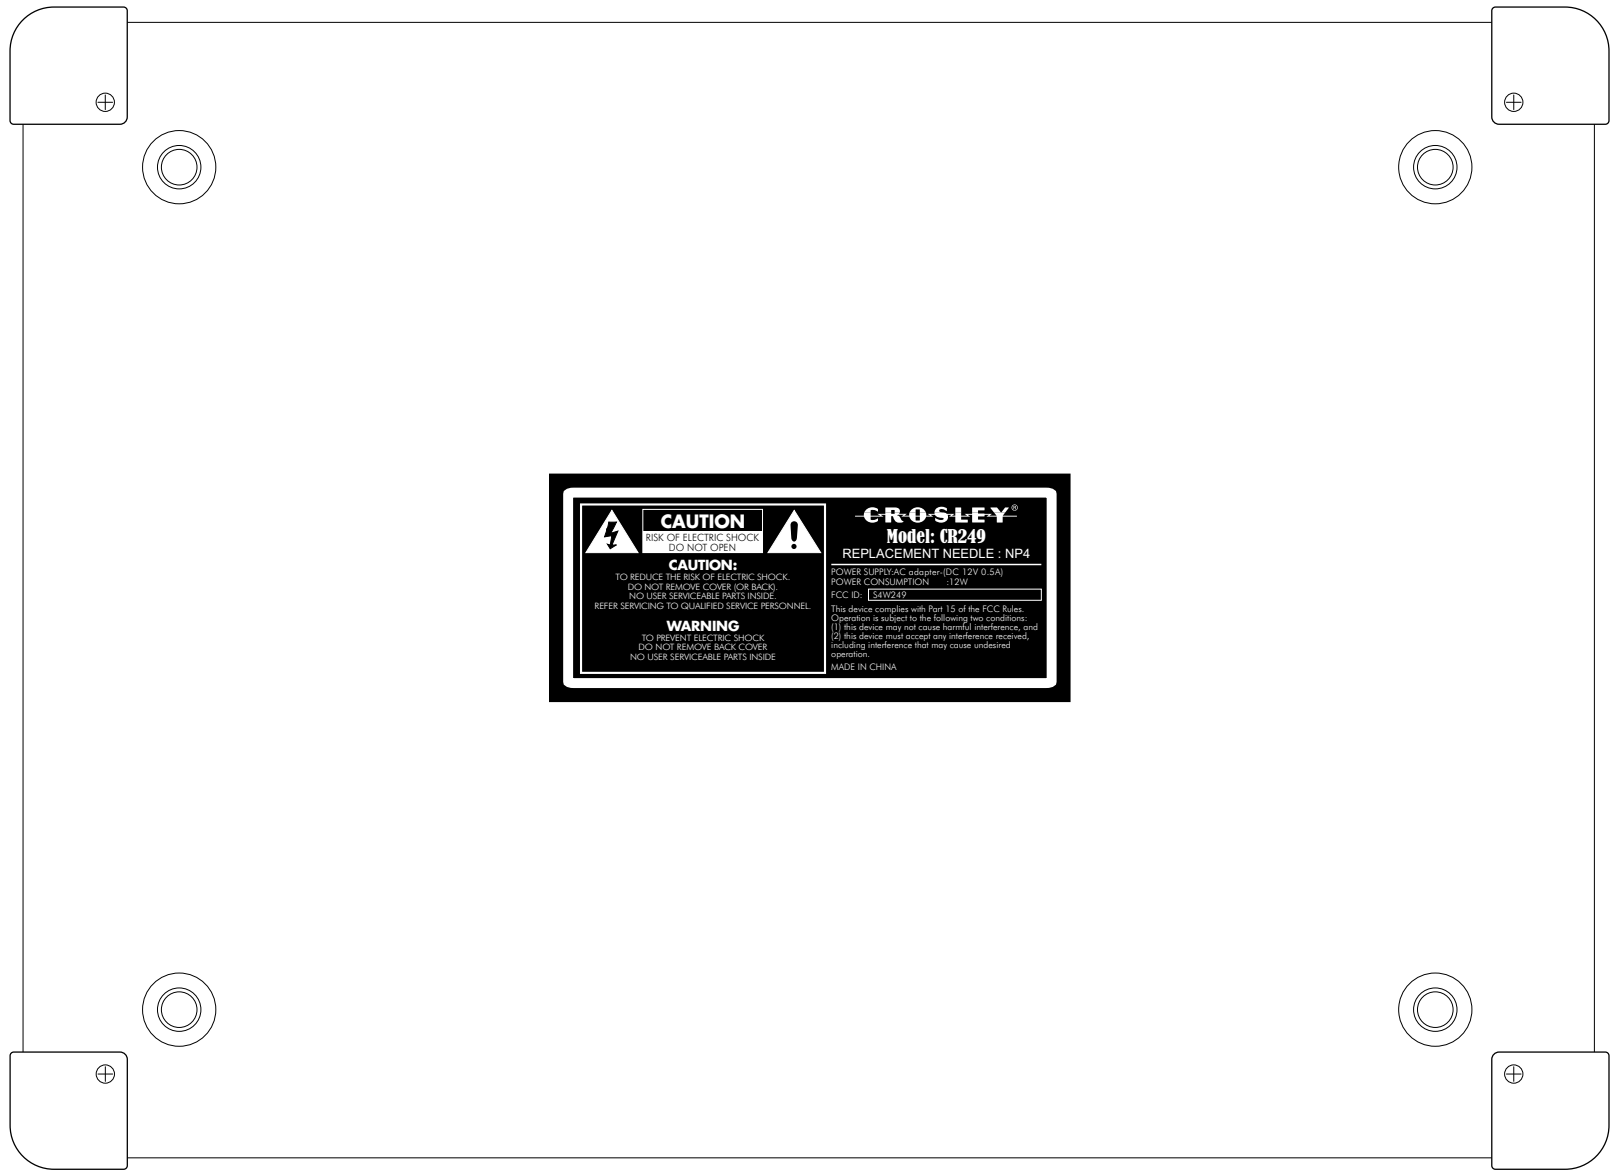 CAUTION
RISK OF ELECTRIC SHOCK
DO NOT OPEN
CAUTION:
TO REDUCE THE RISK OF ELECTRIC SHOCK.
DO NOT REMOVE COVER (OR BACK).
NO USER SERVICEABLE PARTS INSIDE.
REFER SERVICING TO QUALIFIED SERVICE PERSONNEL.
WARNING
TO PREVENT ELECTRIC SHOCK
DO NOT REMOVE BACK COVER
NO USER SERVICEABLE PARTS INSIDE
CROSLEY®
Model: CR249
REPLACEMENT NEEDLE : NP4
POWER SUPPLY:AC adapter-(DC 12V 0.5A)
POWER CONSUMPTION :12W
FCC ID: S4W249
This device complies with Part 15 of the FCC Rules.
Operation is subject to the following two conditions:
(1) this device may not cause harmful interference, and
(2) this device must accept any interference received,
including interference that may cause undesired
operation.
MADE IN CHINA